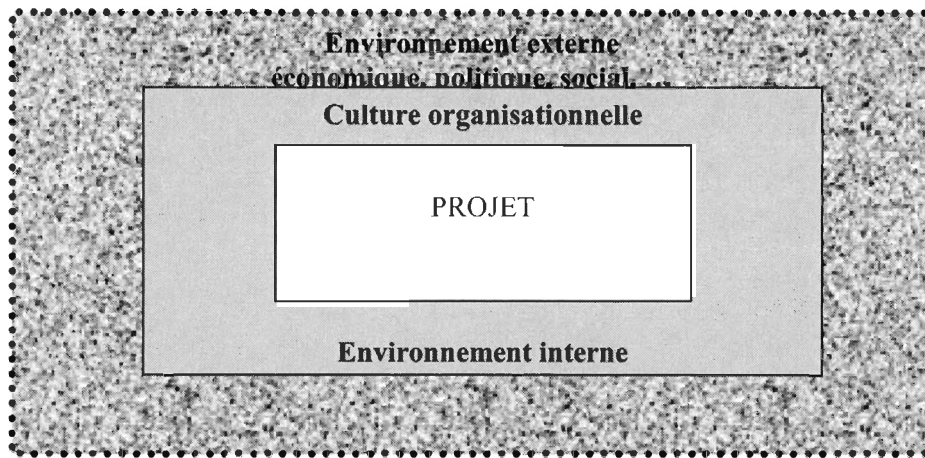 Environnement externe
économique, politique, social, ...
Culture organisationnelle
PROJET
Environnement interne